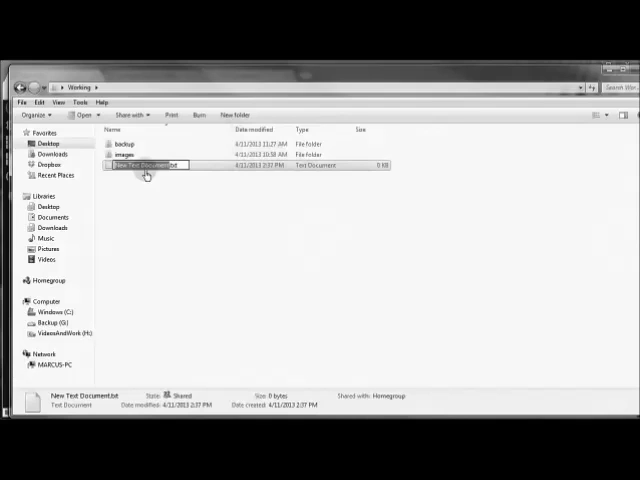 Working
Search Wor...
File Edit View Tools Help
Organize Open Share with Print Burn New folder
Name Date modified Type Size
Favorites
Desktop
Downloads
Dropbox
Recent Places
Libraries
Desktop
Documents
Downloads
Music
Pictures
Videos
Homegroup
Computer
Windows (C:)
Backup (G:)
VideosAndWork (H:)
Network
MARCUS-PC
backup 4/11/2013 11:27 AM File folder
images 4/11/2013 10:58 AM File folder
New Text Document.txt 4/11/2013 2:37 PM Text Document 0 KB
New Text Document.txt State: Shared Size: 0 bytes Shared with: Homegroup
Text Document Date modified: 4/11/2013 2:37 PM Date created: 4/11/2013 2:37 PM